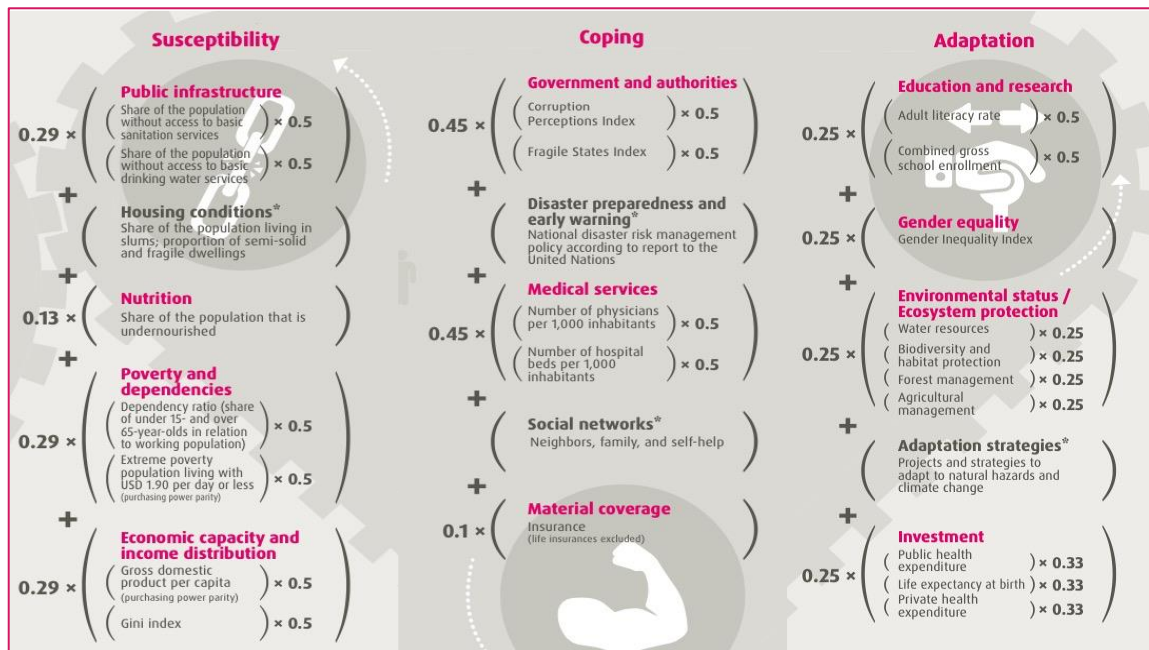 Susceptibility
0.29 ×
Public infrastructure
Share of the population
without access to basic
sanitation services
× 0.5
Share of the population
without access to basic
drinking water services
× 0.5
+
Housing conditions*
Share of the population living in
slums; proportion of semi-solid
and fragile dwellings
+
0.13 ×
Nutrition
Share of the population that is
undernourished
+
0.29 ×
Poverty and
dependencies
Dependency ratio (share
of under 15- and over
65-year-olds in relation
to working population)
× 0.5
Extreme poverty
population living with
USD 1.90 per day or less
(purchasing power parity)
× 0.5
+
0.29 ×
Economic capacity and
income distribution
Gross domestic
product per capita
(purchasing power parity)
× 0.5
Gini index
× 0.5
Coping
0.45 ×
Government and authorities
Corruption
Perceptions Index
× 0.5
Fragile States Index
× 0.5
+
Disaster preparedness and
early warning*
National disaster risk management
policy according to report to the
United Nations
+
0.45 ×
Medical services
Number of physicians
per 1,000 inhabitants
× 0.5
Number of hospital
beds per 1,000
inhabitants
× 0.5
+
Social networks*
Neighbors, family, and self-help
+
0.1 ×
Material coverage
Insurance
(life insurances excluded)
Adaptation
0.25 ×
Education and research
Adult literacy rate
× 0.5
Combined gross
school enrollment
× 0.5
+
0.25 ×
Gender equality
Gender Inequality Index
+
0.25 ×
Environmental status /
Ecosystem protection
Water resources
× 0.25
Biodiversity and
habitat protection
× 0.25
Forest management
× 0.25
Agricultural
management
× 0.25
+
Adaptation strategies*
Projects and strategies to
adapt to natural hazards and
climate change
+
0.25 ×
Investment
Public health
expenditure
× 0.33
Life expectancy at birth
× 0.33
Private health
expenditure
× 0.33